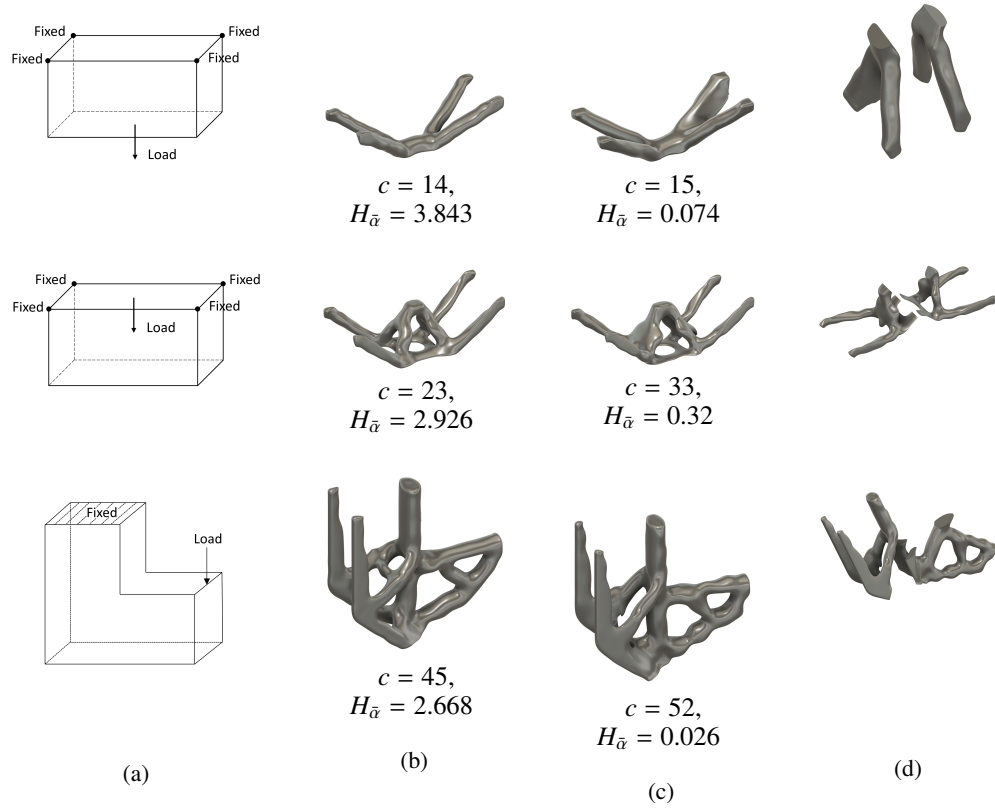 Fixed
Fixed
Fixed
Fixed
Load
c = 14,
H_ᾱ = 3.843
c = 15,
H_ᾱ = 0.074
Fixed
Fixed
Fixed
Fixed
Load
c = 23,
H_ᾱ = 2.926
c = 33,
H_ᾱ = 0.32
Fixed
Load
c = 45,
H_ᾱ = 2.668
c = 52,
H_ᾱ = 0.026
(a)
(b)
(c)
(d)